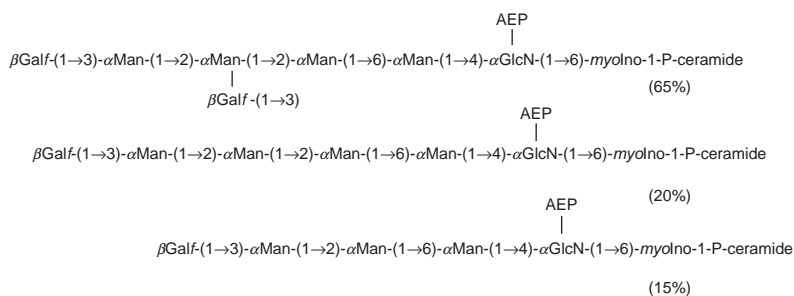 AEP
βGalf-(1→3)-αMan-(1→2)-αMan-(1→2)-αMan-(1→6)-αMan-(1→4)-αGlcN-(1→6)-myoIno-1-P-ceramide
βGalf-(1→3)
(65%)
AEP
βGalf-(1→3)-αMan-(1→2)-αMan-(1→2)-αMan-(1→6)-αMan-(1→4)-αGlcN-(1→6)-myoIno-1-P-ceramide
(20%)
AEP
βGalf-(1→3)-αMan-(1→2)-αMan-(1→6)-αMan-(1→4)-αGlcN-(1→6)-myoIno-1-P-ceramide
(15%)